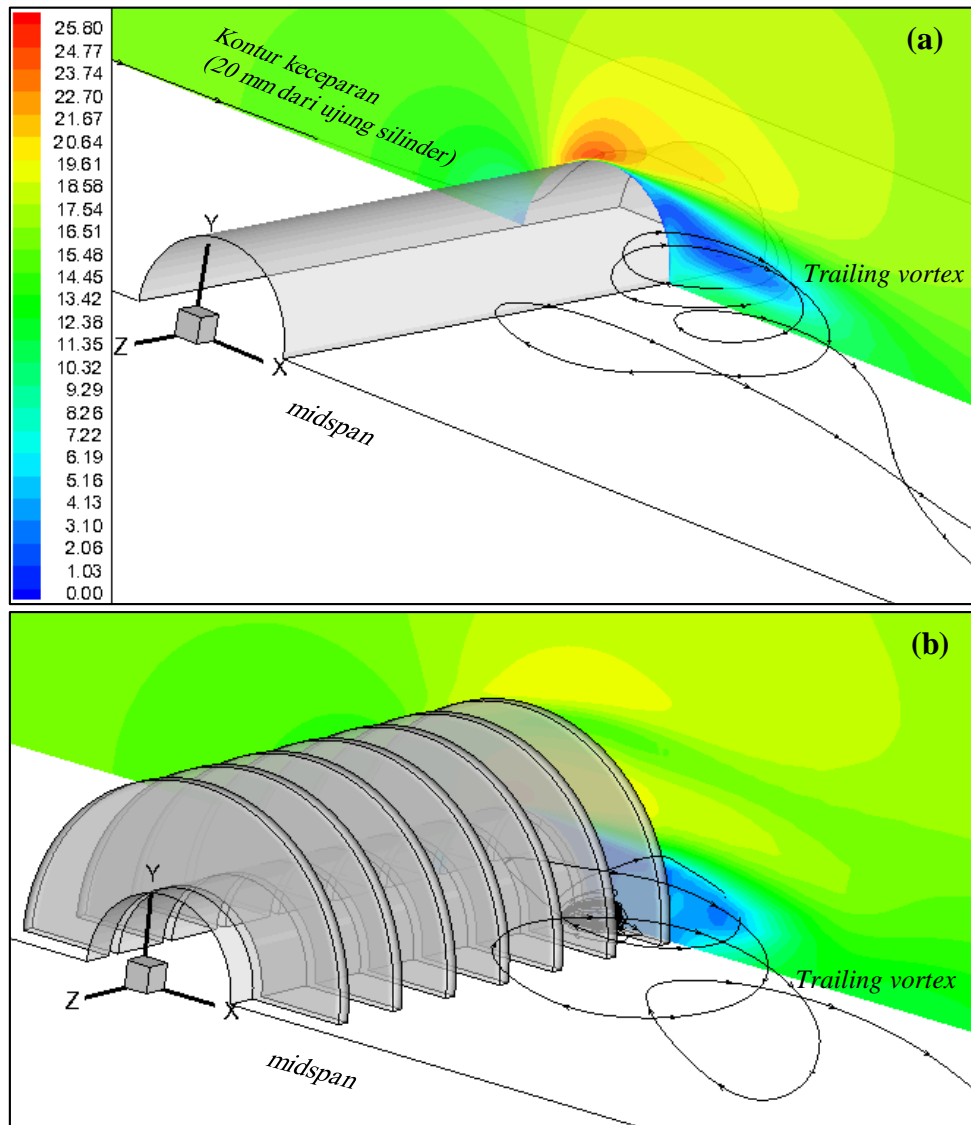 (a)
25.80
24.77
23.74
22.70
21.67
20.64
19.61
18.58
17.54
16.51
15.48
14.45
13.42
12.38
11.35
10.32
9.29
8.26
7.22
6.19
5.16
4.13
3.10
2.06
1.03
0.00
Kontur keceparan
(20 mm dari ujung silinder)
Y
Z
X
Trailing vortex
midspan
(b)
Y
Z
X
Trailing vortex
midspan